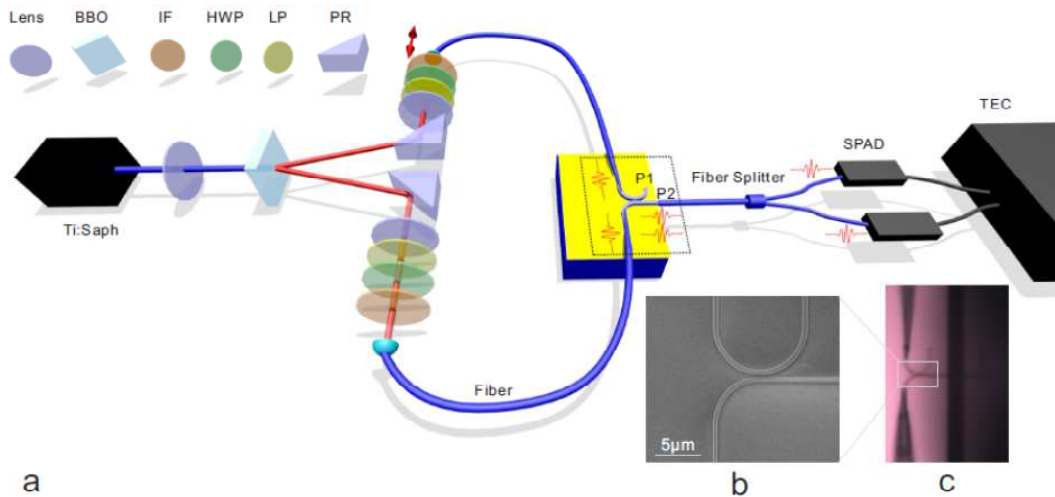 Lens BBO IF HWP LP PR
TEC
SPAD
P1
Fiber Splitter
P2
Ti:Saph
Fiber
5μm
a b c